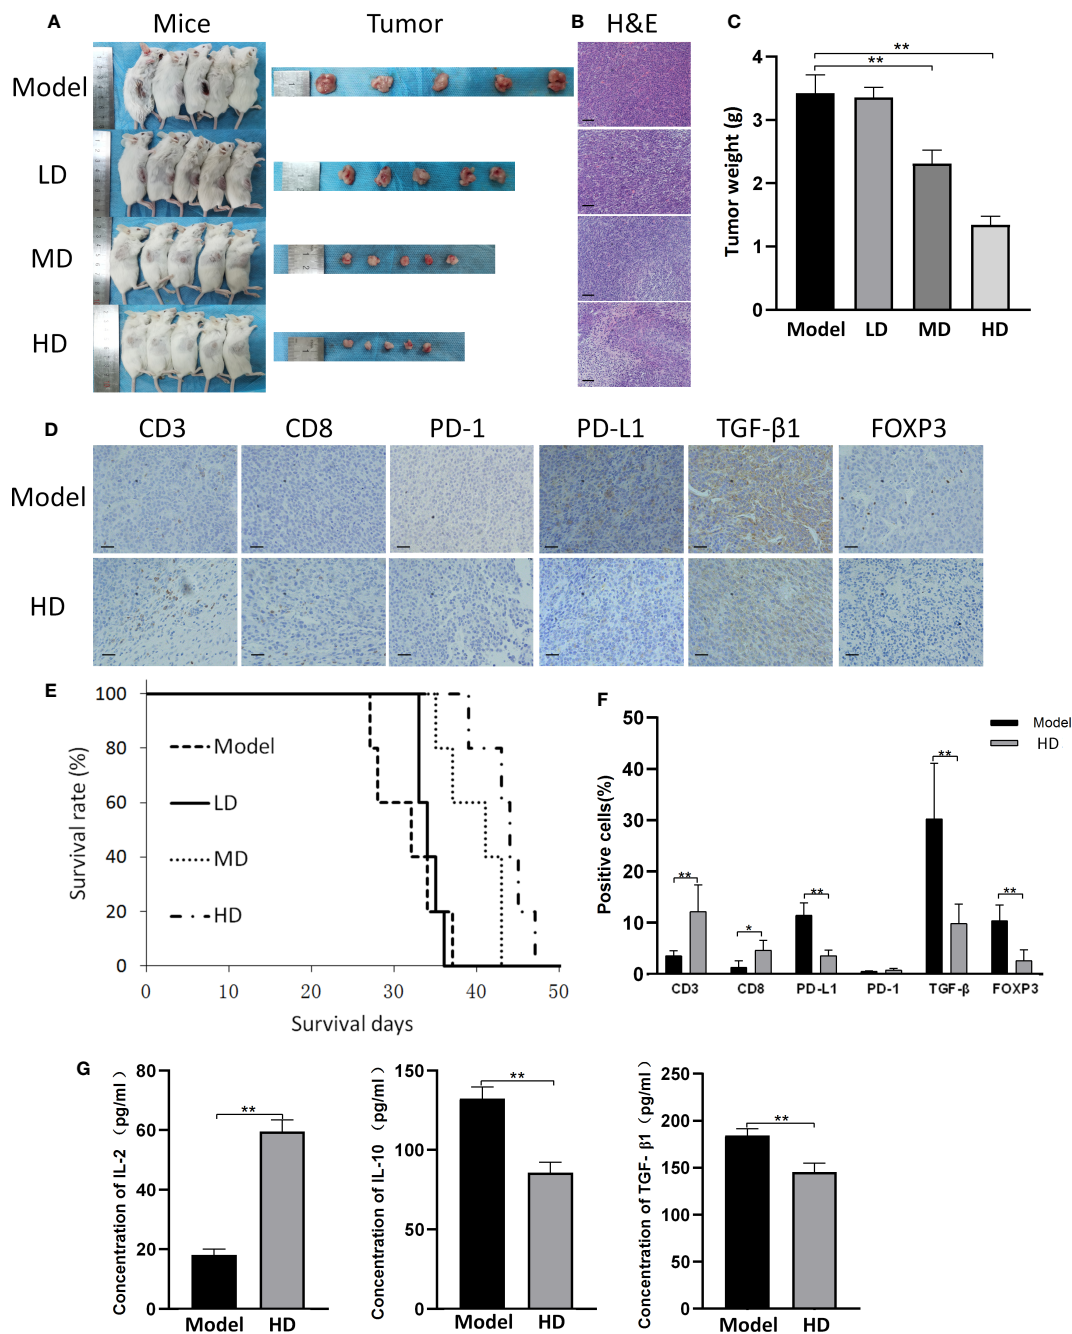 A Mice Tumor
Model
LD
MD
HD
B H&E
C
Tumor weight (g)
4
3
2
1
0
** 
**
Model LD MD HD
D CD3 CD8 PD-1 PD-L1 TGF-β1 FOXP3
Model
HD
E
Survival rate (%)
100
80
60
40
20
0
Model
LD
MD
HD
0 10 20 30 40 50
Survival days
F
Positive cells(%)
50
40
30
20
10
0
Model
HD
** * ** ** **
CD3 CD8 PD-L1 PD-1 TGF-β FOXP3
G
Concentration of IL-2 (pg/ml)
80
60
40
20
0
**
Model HD
Concentration of IL-10 (pg/ml)
150
100
50
0
**
Model HD
Concentration of TGF- β1 (pg/ml)
250
200
150
100
50
0
**
Model HD